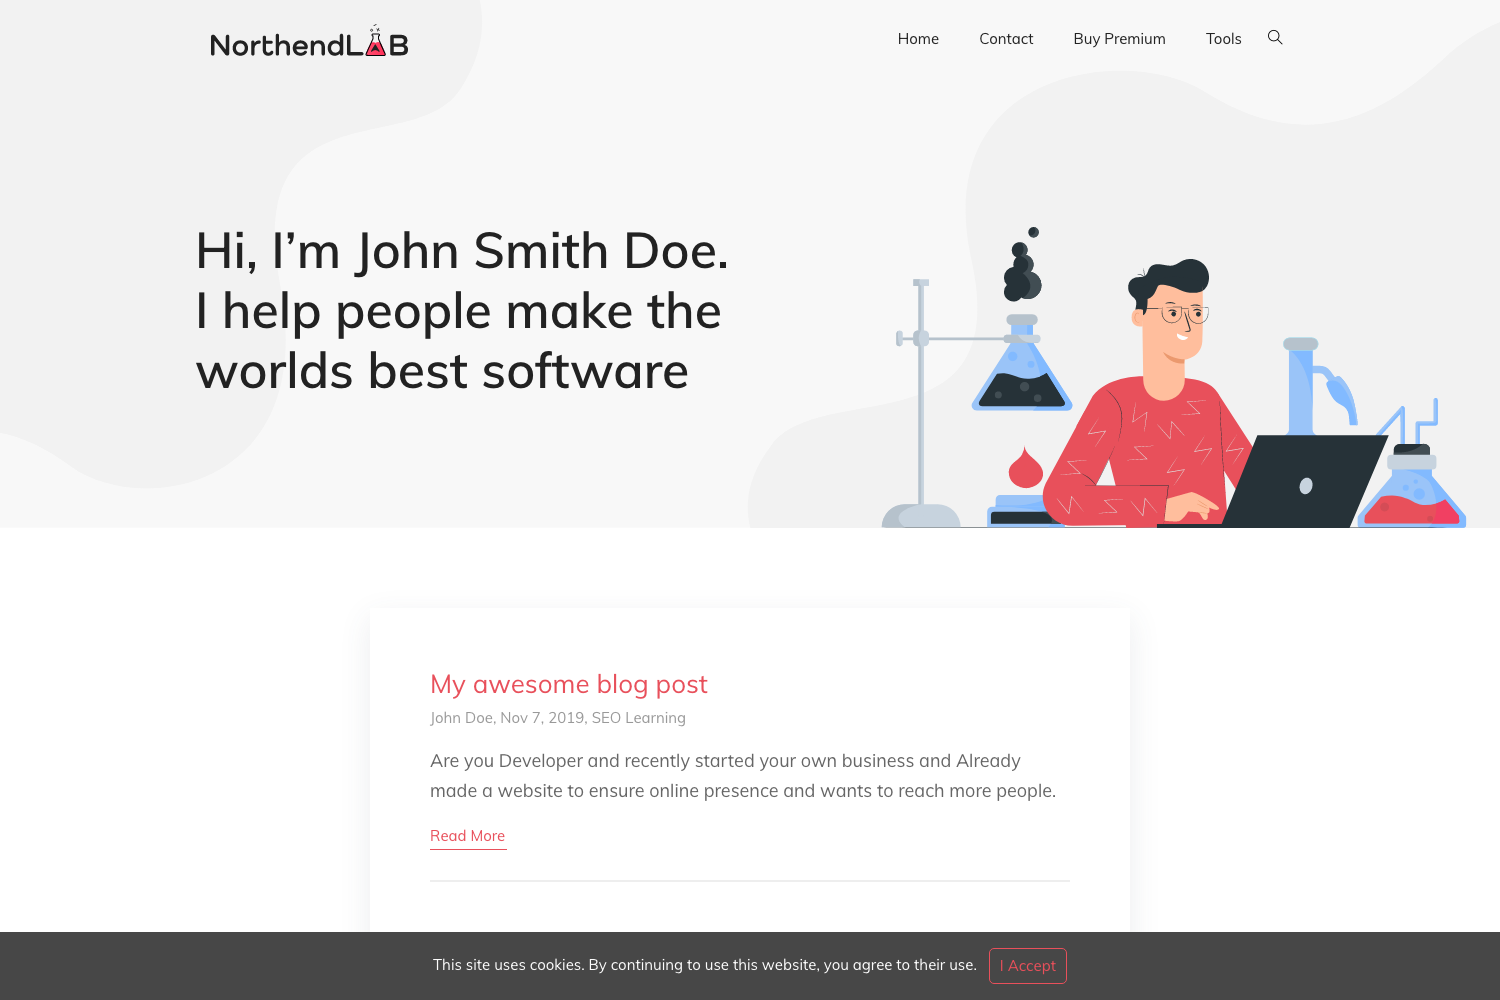 NorthendLAB
Home
Contact
Buy Premium
Tools
Hi, I’m John Smith Doe.
I help people make the
worlds best software
My awesome blog post
John Doe, Nov 7, 2019, SEO Learning
Are you Developer and recently started your own business and Already
made a website to ensure online presence and wants to reach more people.
Read More
This site uses cookies. By continuing to use this website, you agree to their use.
I Accept